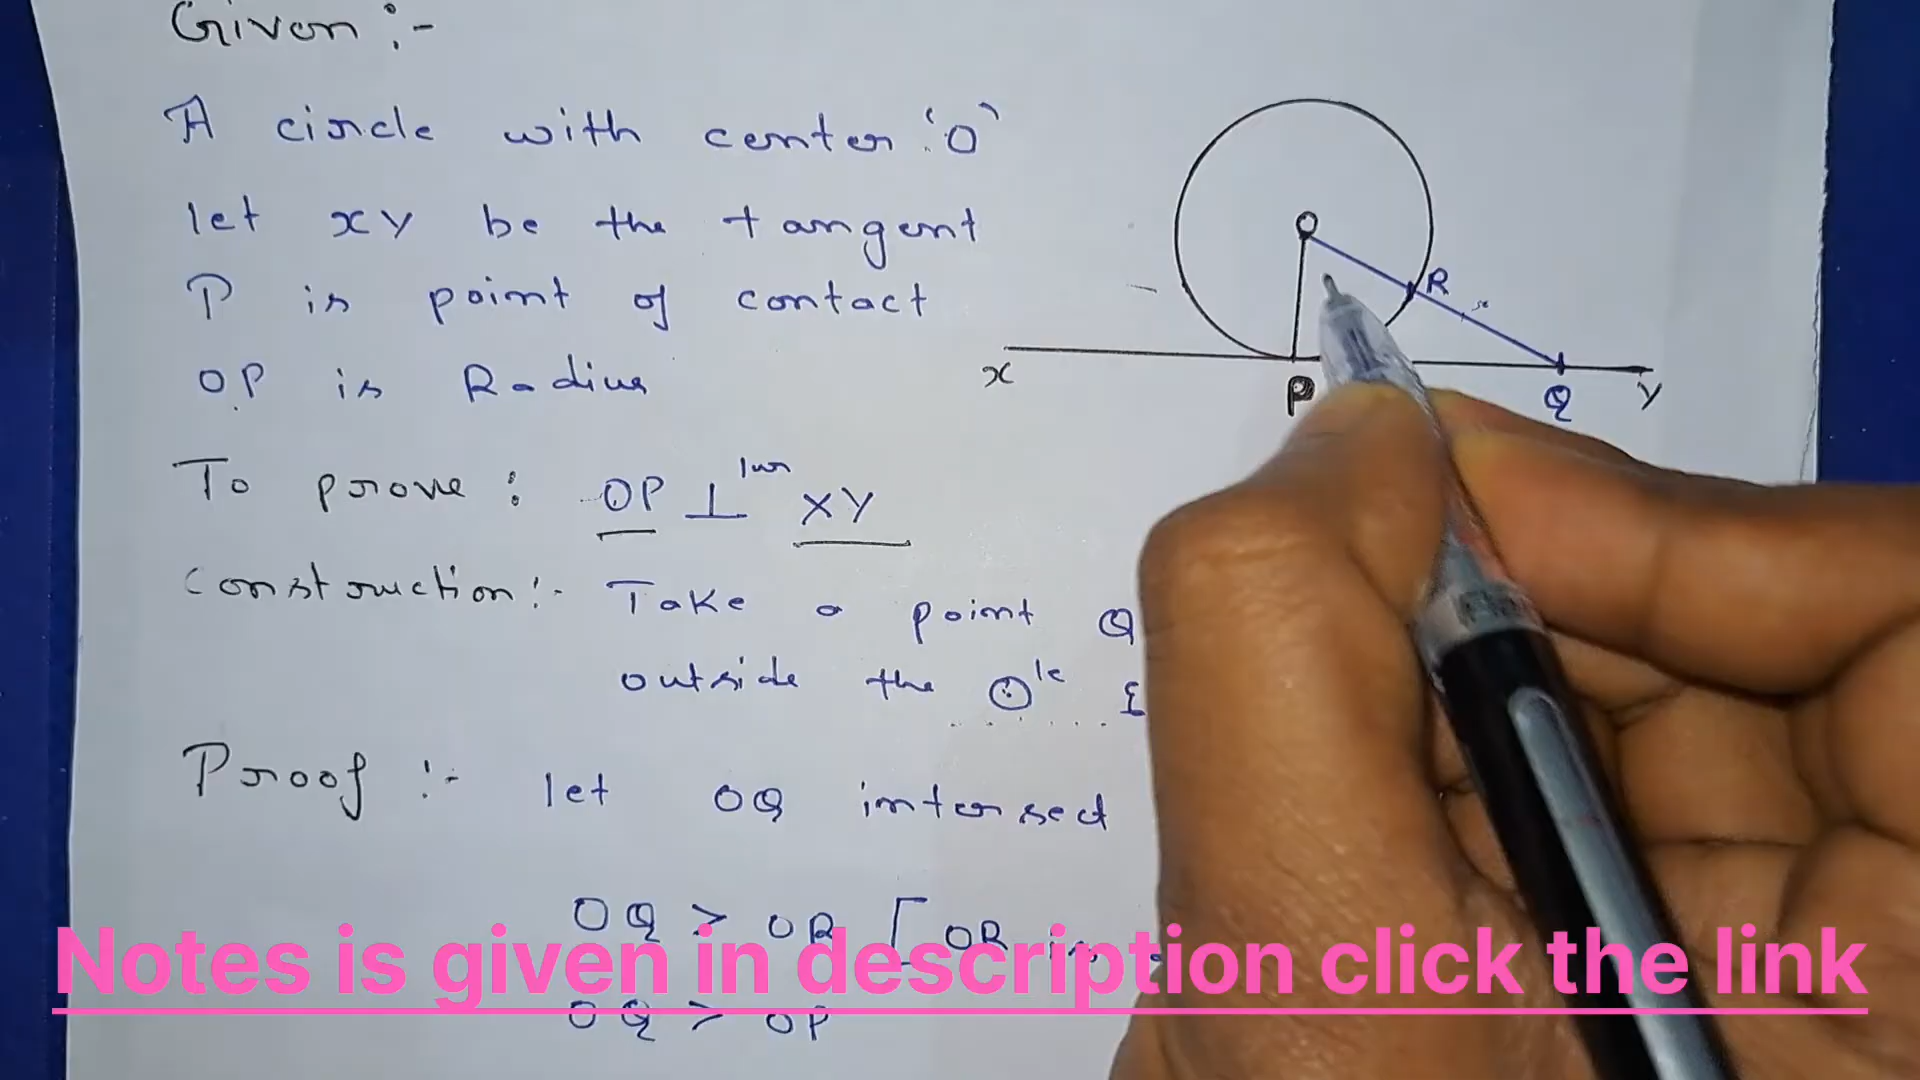 Given :-
A circle with center 'O'
let XY be the tangent
P is point of contact
OP is Radius
To prove : OP ⊥ lur XY
Construction :- Take a point Q
outside the ⊙le &
Proof :- let OQ intersect
OQ > OR [OR is
OQ > OP
O
R
x
P
Q
Y
Notes is given in description click the link